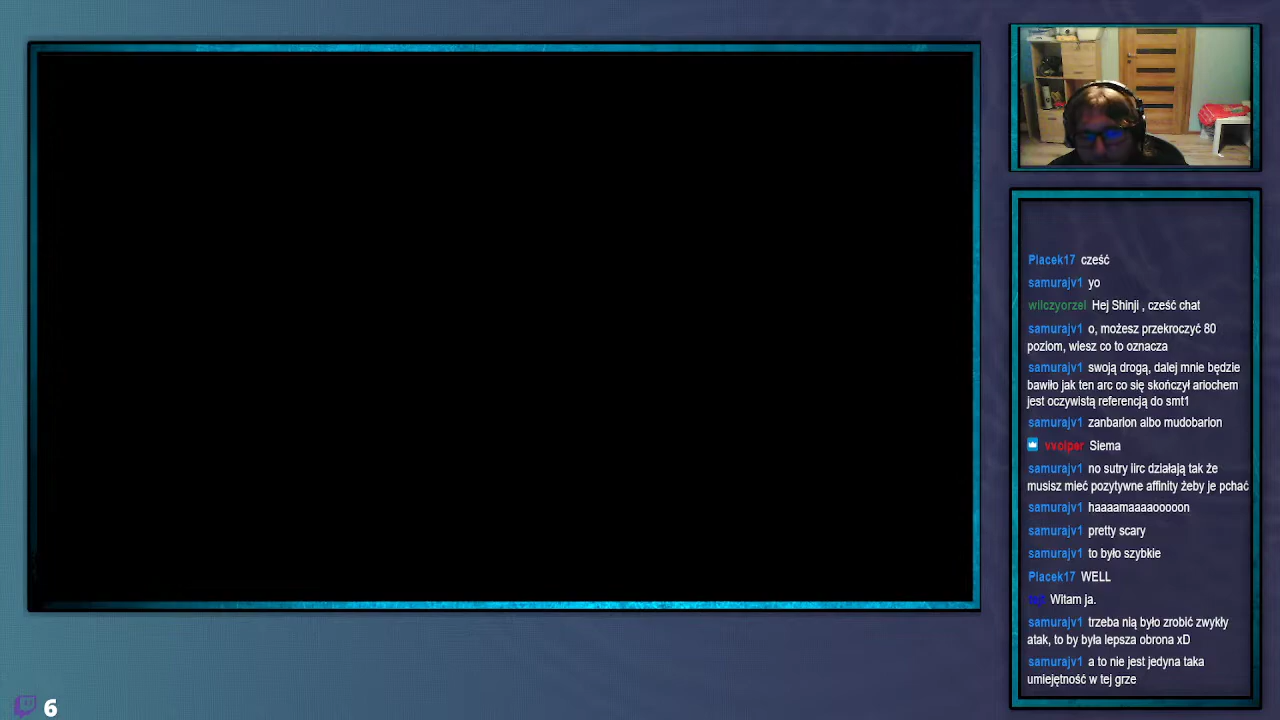 Placek17 cześć
samurajv1 yo
wilczyorzel Hej Shinji , cześć chat
samurajv1 o, możesz przekroczyć 80
poziom, wiesz co to oznacza
samurajv1 swoją drogą, dalej mnie będzie
bawiło jak ten arc co się skończył ariochem
jest oczywistą referencją do smt1
samurajv1 zanbarion albo mudobarion
vvolper Siema
samurajv1 no sutry iirc działają tak że
musisz mieć pozytywne affinity żeby je pchać
samurajv1 haaaamaaaaooooon
samurajv1 pretty scary
samurajv1 to było szybkie
Placek17 WELL
Witam ja.
samurajv1 trzeba nią było zrobić zwykły
atak, to by była lepsza obrona xD
samurajv1 a to nie jest jedyna taka
umiejętność w tej grze
6